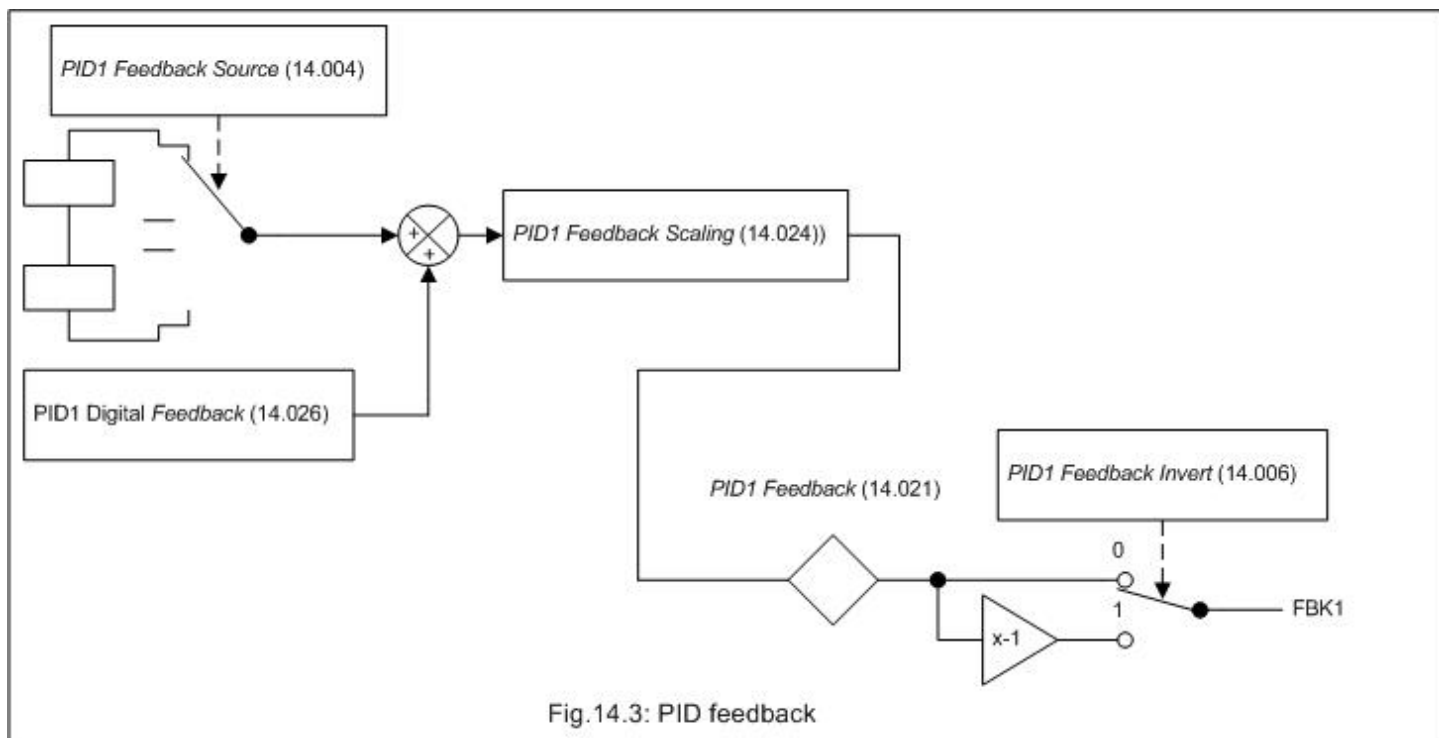 PID1 Feedback Source (14.004)
+
+
PID1 Feedback Scaling (14.024))
PID1 Digital Feedback (14.026)
PID1 Feedback (14.021)
PID1 Feedback Invert (14.006)
0
1
FBK1
x-1
Fig.14.3: PID feedback